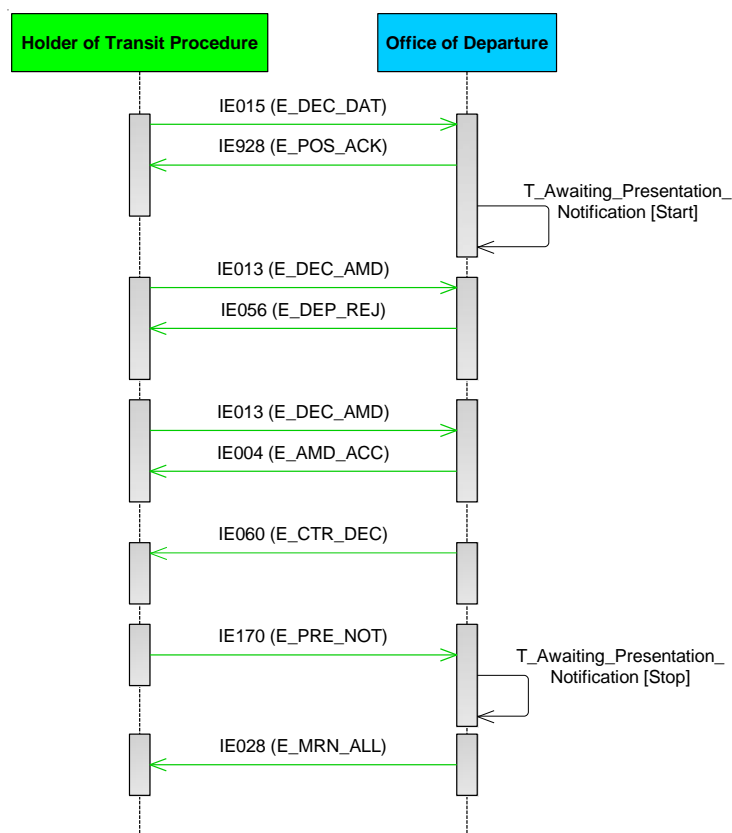 Holder of Transit Procedure
Office of Departure
IE015 (E_DEC_DAT)
IE928 (E_POS_ACK)
T_Awaiting_Presentation_
Notification [Start]
IE013 (E_DEC_AMD)
IE056 (E_DEP_REJ)
IE013 (E_DEC_AMD)
IE004 (E_AMD_ACC)
IE060 (E_CTR_DEC)
IE170 (E_PRE_NOT)
T_Awaiting_Presentation_
Notification [Stop]
IE028 (E_MRN_ALL)